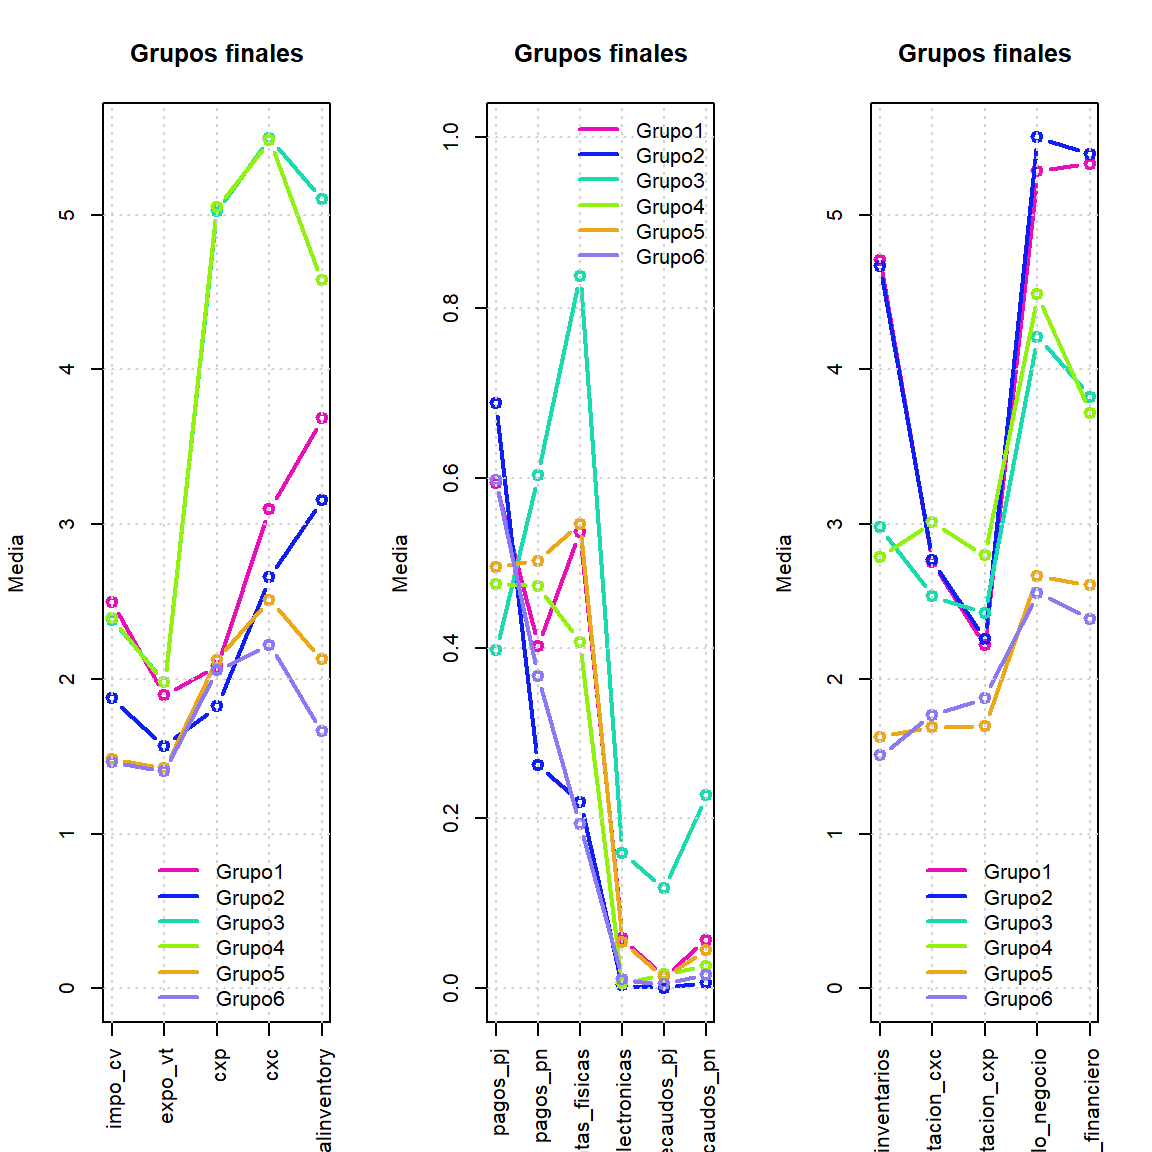 Grupos finales
Media
5
4
3
2
1
0
Grupo1
Grupo2
Grupo3
Grupo4
Grupo5
Grupo6
impo_cv
expo_vt
cxp
cxc
alinventory
Grupos finales
Media
1.0
0.8
0.6
0.4
0.2
0.0
Grupo1
Grupo2
Grupo3
Grupo4
Grupo5
Grupo6
pagos_pj
pagos_pn
tas_fisicas
lectronicas
ecaudos_pj
caudos_pn
Grupos finales
Media
5
4
3
2
1
0
Grupo1
Grupo2
Grupo3
Grupo4
Grupo5
Grupo6
inventarios
tacion_cxc
tacion_cxp
lo_negocio
_financiero